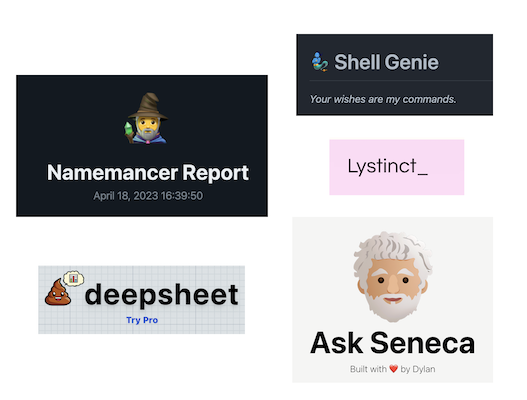 Shell Genie
Your wishes are my commands.
Namemancer Report
April 18, 2023 16:39:50
Lystinct_
deepsheet
Try Pro
Ask Seneca
Built with ❤️ by Dylan